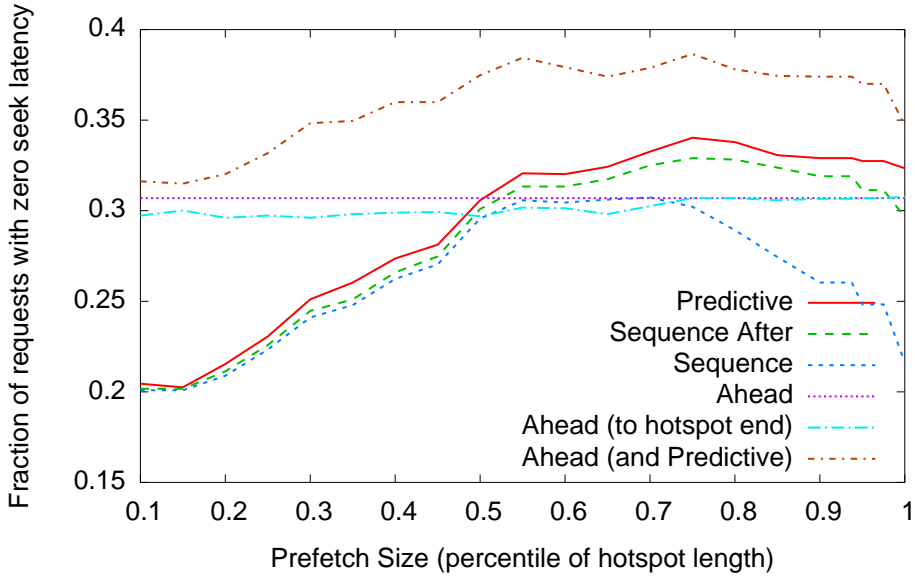 Fraction of requests with zero seek latency
0.4
0.35
0.3
0.25
0.2
0.15
Predictive
Sequence After
Sequence
Ahead
Ahead (to hotspot end)
Ahead (and Predictive)
0.1 0.2 0.3 0.4 0.5 0.6 0.7 0.8 0.9 1
Prefetch Size (percentile of hotspot length)